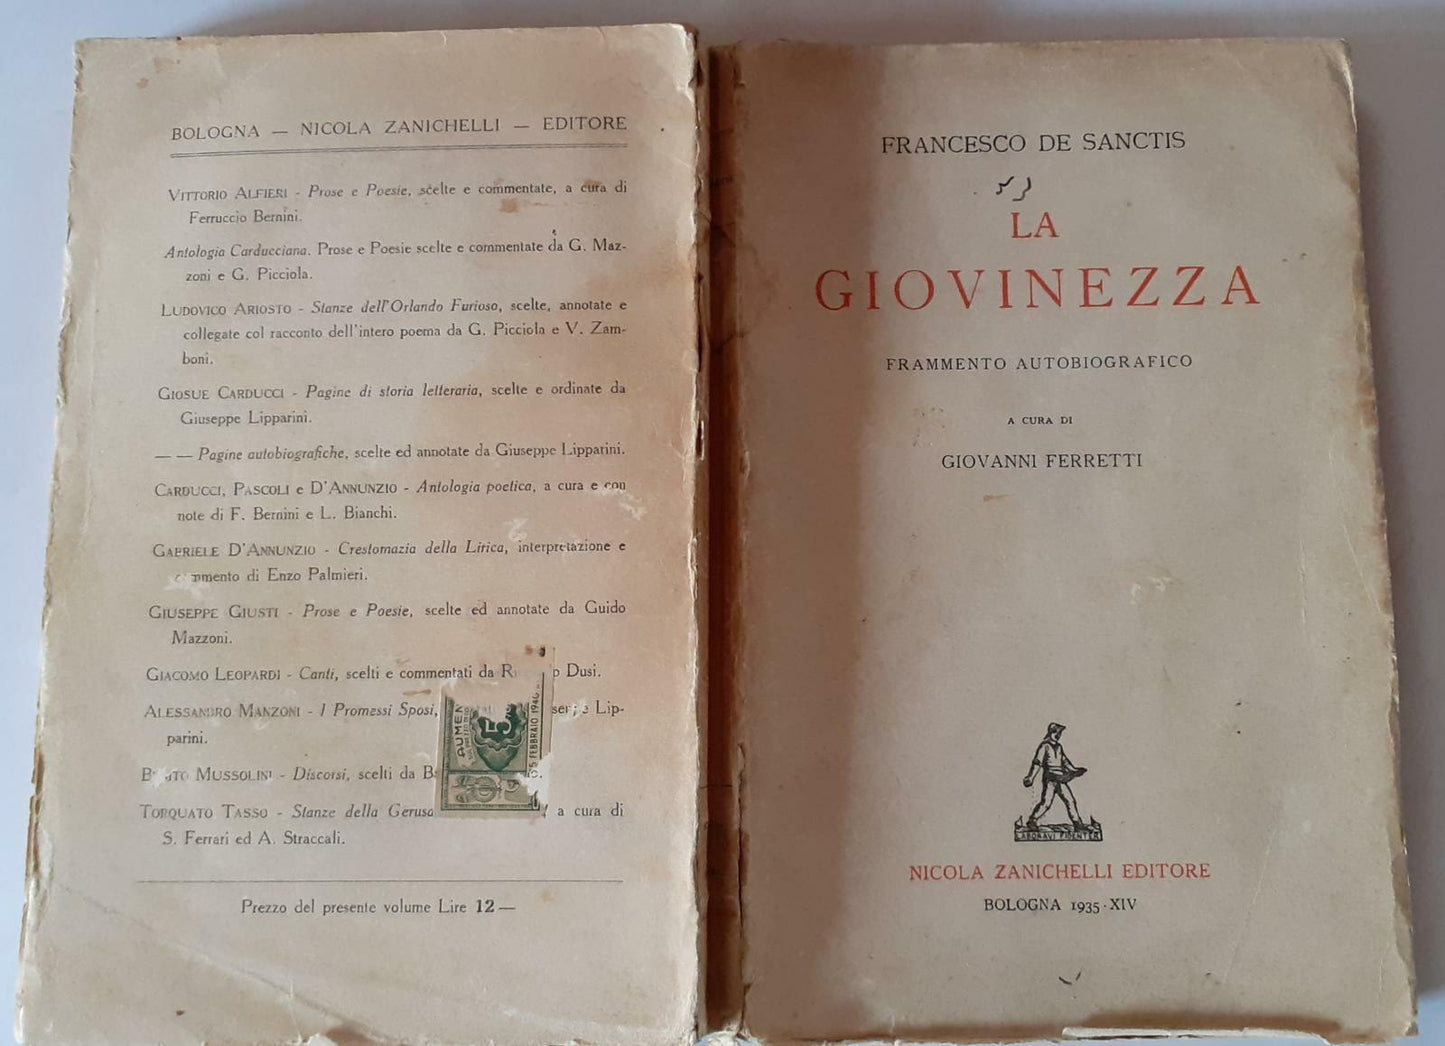 BOLOGNA — NICOLA ZANICHELLI — EDITORE
VITTORIO ALFIERI - Prose e Poesie, scelte e commentate, a cura di
Ferruccio Bernini.
Antologia Carducciana. Prose e Poesie scelte e commentate da G. Maz-
zoni e G. Picciola.
LUDOVICO ARIOSTO - Stanze dell'Orlando Furioso, scelte, annotate e
collegate col racconto dell'intero poema da G. Picciola e V. Zam-
boni.
GIOSUE CARDUCCI - Pagine di storia letteraria, scelte e ordinate da
Giuseppe Lipparini.
— — Pagine autobiografiche, scelte ed annotate da Giuseppe Lipparini.
CARDUCCI, PASCOLI e D'ANNUNZIO - Antologia poetica, a cura e con
note di F. Bernini e L. Bianchi.
GABRIELE D'ANNUNZIO - Crestomazia della Lirica, interpretazione e
commento di Enzo Palmieri.
GIUSEPPE GIUSTI - Prose e Poesie, scelte ed annotate da Guido
Mazzoni.
GIACOMO LEOPARDI - Canti, scelti e commentati da R Dusi.
ALESSANDRO MANZONI - I Promessi Sposi, Lip-
parini.
MUSSOLINI - Discorsi, scelti da
TORQUATO TASSO - Stanze della Gerusa a cura di
S. Ferrari ed A. Straccali.
AUMEN
5
5 FEBBRAIO 1940
Prezzo del presente volume Lire 12 —
FRANCESCO DE SANCTIS
LA
GIOVINEZZA
FRAMMENTO AUTOBIOGRAFICO
A CURA DI
GIOVANNI FERRETTI
LABORAVI FIDENTER
NICOLA ZANICHELLI EDITORE
BOLOGNA 1935 - XIV